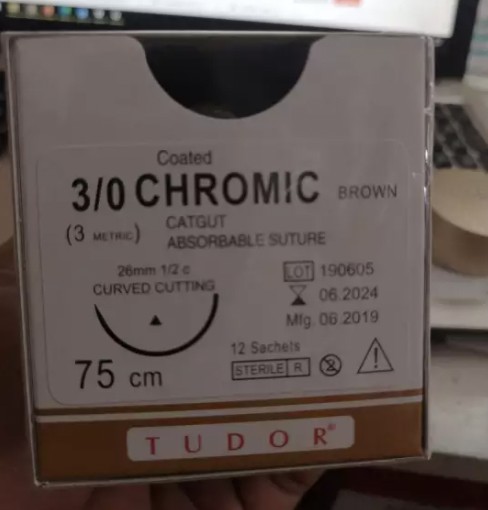 Coated
3/0 CHROMIC BROWN
(3 METRIC) CATGUT
ABSORBABLE SUTURE
26mm 1/2 c
CURVED CUTTING
75 cm
LOT 190605
06.2024
Mfg. 06.2019
12 Sachets
STERILE R
TUDOR®